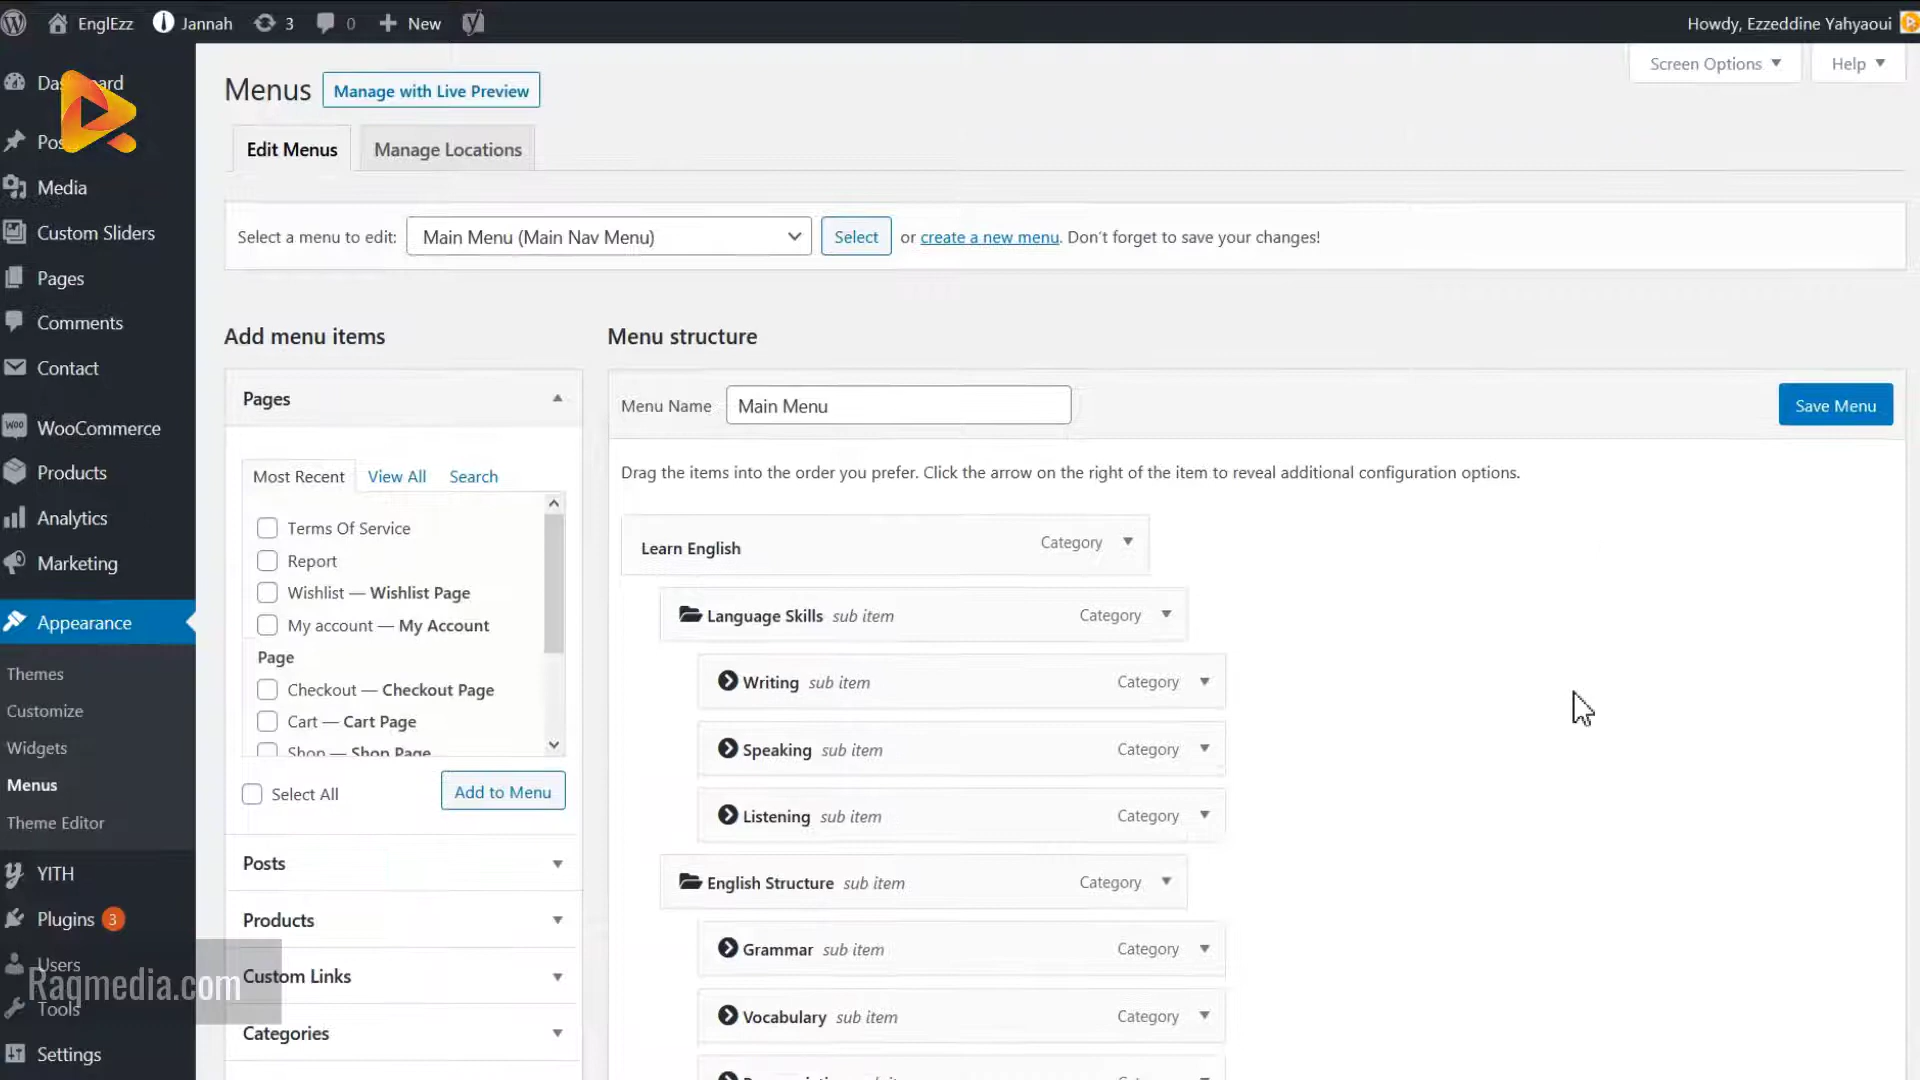 EnglEzz
Jannah
3
0
New
Howdy, Ezzeddine Yahyaoui
Screen Options
Help
Media
Custom Sliders
Pages
Comments
Contact
WooCommerce
Products
Analytics
Marketing
Appearance
Themes
Customize
Widgets
Menus
Theme Editor
YITH
Plugins 3
Users
Raqmedia.com
Tools
Settings
Menus
Manage with Live Preview
Edit Menus
Manage Locations
Select a menu to edit: Main Menu (Main Nav Menu) Select or create a new menu. Don't forget to save your changes!
Add menu items
Pages
Most Recent View All Search
Terms Of Service
Report
Wishlist — Wishlist Page
My account — My Account
Page
Checkout — Checkout Page
Cart — Cart Page
Shop — Shop Page
Select All
Add to Menu
Posts
Products
Custom Links
Categories
Menu structure
Menu Name Main Menu
Save Menu
Drag the items into the order you prefer. Click the arrow on the right of the item to reveal additional configuration options.
Learn English Category
Language Skills sub item Category
Writing sub item Category
Speaking sub item Category
Listening sub item Category
English Structure sub item Category
Grammar sub item Category
Vocabulary sub item Category